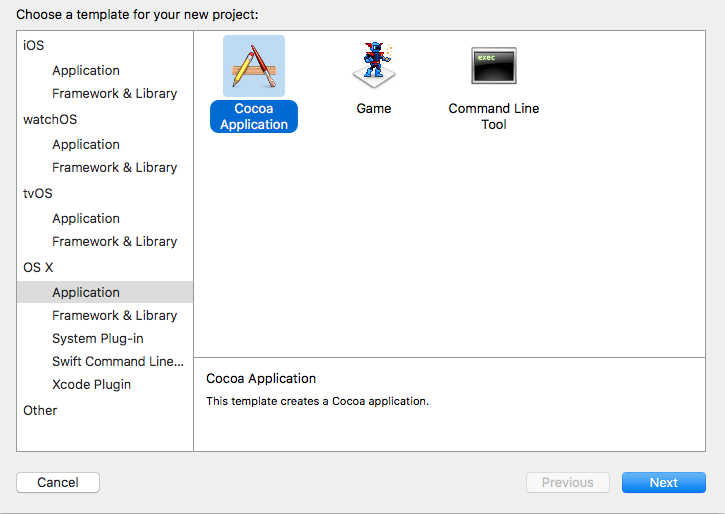 Choose a template for your new project:
iOS
Application
Framework & Library
watchOS
Application
Framework & Library
tvOS
Application
Framework & Library
OS X
Application
Framework & Library
System Plug-in
Swift Command Line...
Xcode Plugin
Other
Cocoa
Application
Game
exec
Command Line
Tool
Cocoa Application
This template creates a Cocoa application.
Cancel
Previous
Next